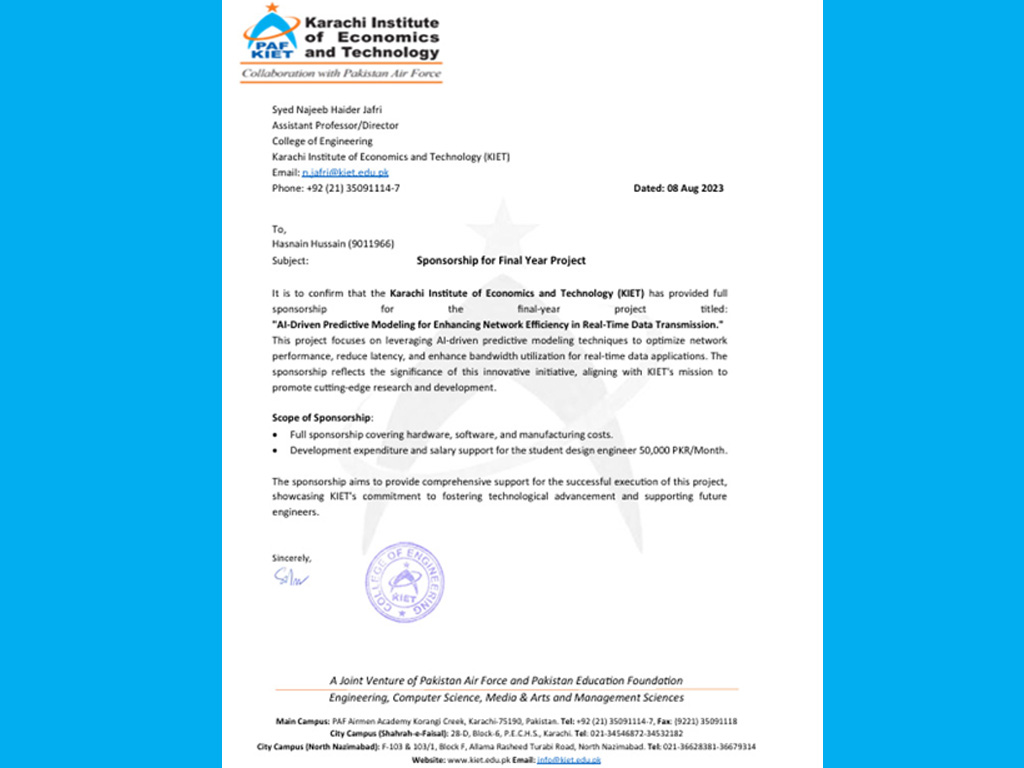 Karachi Institute
of Economics
and Technology
PAF
KIET
Collaboration with Pakistan Air Force
Syed Najeeb Haider Jafri
Assistant Professor/Director
College of Engineering
Karachi Institute of Economics and Technology (KIET)
Email: n.jafri@kiet.edu.pk
Phone: +92 (21) 35091114-7 Dated: 08 Aug 2023
To,
Hasnain Hussain (9011966)
Subject: Sponsorship for Final Year Project
It is to confirm that the Karachi Institute of Economics and Technology (KIET) has provided full
sponsorship for the final-year project titled:
"AI-Driven Predictive Modeling for Enhancing Network Efficiency in Real-Time Data Transmission."
This project focuses on leveraging AI-driven predictive modeling techniques to optimize network
performance, reduce latency, and enhance bandwidth utilization for real-time data applications. The
sponsorship reflects the significance of this innovative initiative, aligning with KIET's mission to
promote cutting-edge research and development.
Scope of Sponsorship:
• Full sponsorship covering hardware, software, and manufacturing costs.
• Development expenditure and salary support for the student design engineer 50,000 PKR/Month.
The sponsorship aims to provide comprehensive support for the successful execution of this project,
showcasing KIET's commitment to fostering technological advancement and supporting future
engineers.
Sincerely,
COLLEGE OF ENGINEERING
KIET
A Joint Venture of Pakistan Air Force and Pakistan Education Foundation
Engineering, Computer Science, Media & Arts and Management Sciences
Main Campus: PAF Airmen Academy Korangi Creek, Karachi-75190, Pakistan. Tel: +92 (21) 35091114-7, Fax: (9221) 35091118
City Campus (Shahrah-e-Faisal): 28-D, Block-6, P.E.C.H.S., Karachi. Tel: 021-34546872-34532182
City Campus (North Nazimabad): F-103 & 103/1, Block F, Allama Rasheed Turabi Road, North Nazimabad. Tel: 021-36628381-36679314
Website: www.kiet.edu.pk Email: info@kiet.edu.pk